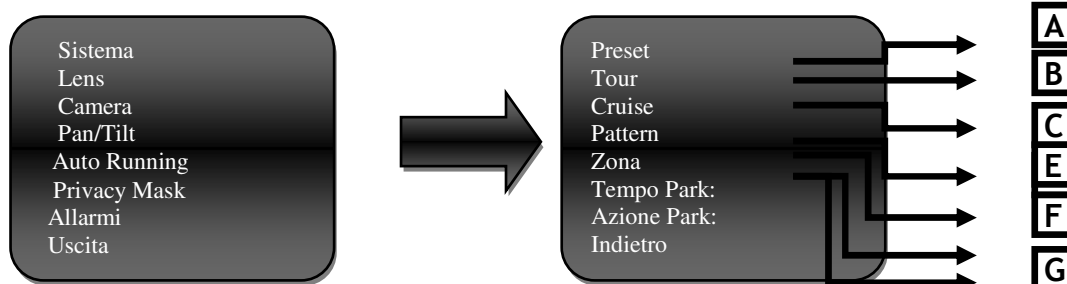 Sistema
Lens
Camera
Pan/Tilt
Auto Running
Privacy Mask
Allarmi
Uscita
Preset
Tour
Cruise
Pattern
Zona
Tempo Park:
Azione Park:
Indietro
A
B
C
E
F
G